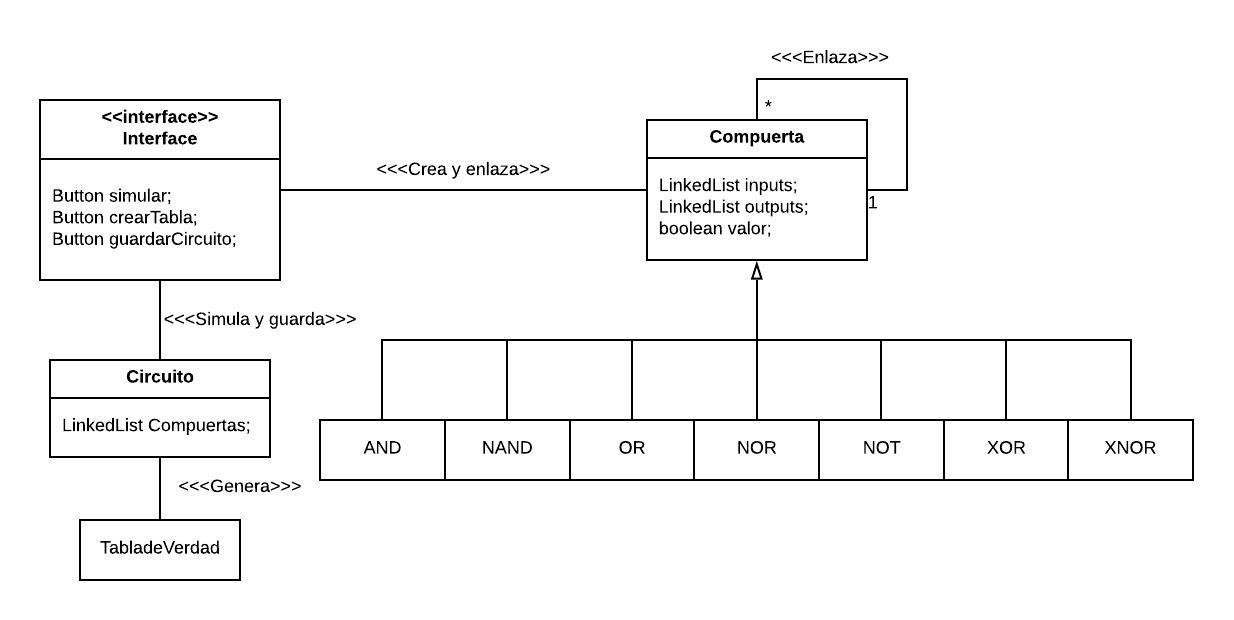 <<<Enlaza>>>
*
<<interface>>
Interface
Button simular;
Button crearTabla;
Button guardarCircuito;
<<<Crea y enlaza>>>
Compuerta
LinkedList inputs;
LinkedList outputs;
boolean valor;
1
<<<Simula y guarda>>>
Circuito
LinkedList Compuertas;
AND
NAND
OR
NOR
NOT
XOR
XNOR
<<<Genera>>>
TabladeVerdad